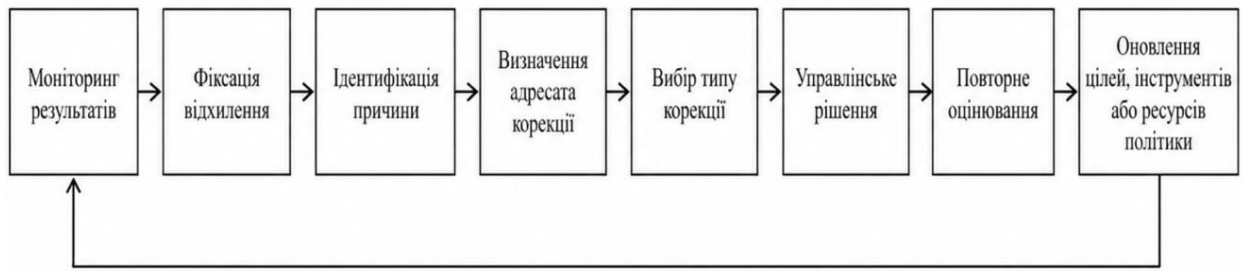 Моніторинг
результатів
Фіксація
відхилення
Ідентифікація
причини
Визначення
адресата
корекції
Вибір типу
корекції
Управлінське
рішення
Повторне
оцінювання
Оновлення
цілей, інструментів
або ресурсів
політики